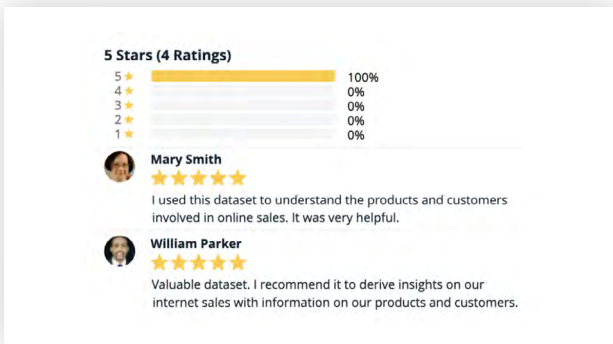 5 Stars (4 Ratings)
5 ★ 100%
4 ★ 0%
3 ★ 0%
2 ★ 0%
1 ★ 0%
Mary Smith
I used this dataset to understand the products and customers
involved in online sales. It was very helpful.
William Parker
Valuable dataset. I recommend it to derive insights on our
internet sales with information on our products and customers.